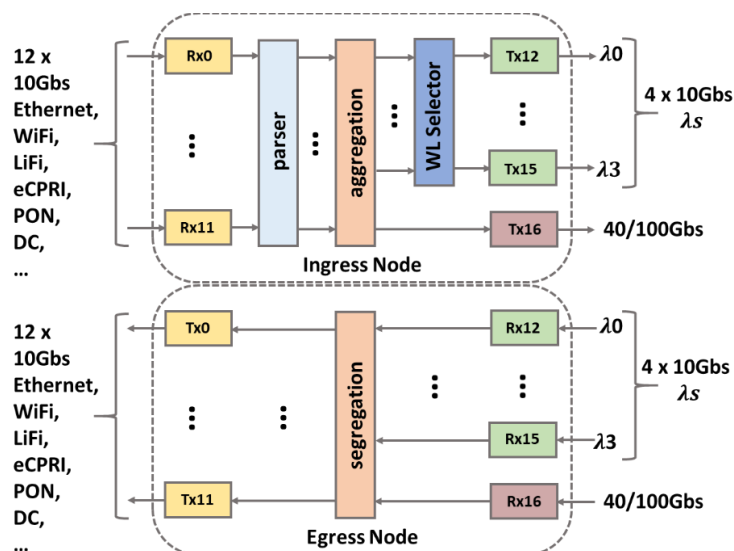 12 x
10Gbs
Ethernet,
WiFi,
LiFi,
eCPRI,
PON,
DC,
...
Rx0
...
Rx11
parser
...
aggregation
...
WL Selector
Tx12
...
Tx15
Tx16
λ0
λ3
4 x 10Gbs
λs
40/100Gbs
Ingress Node
12 x
10Gbs
Ethernet,
WiFi,
LiFi,
eCPRI,
PON,
DC,
...
Tx0
...
Tx11
...
segregation
...
Rx12
...
Rx15
Rx16
λ0
λ3
4 x 10Gbs
λs
40/100Gbs
Egress Node